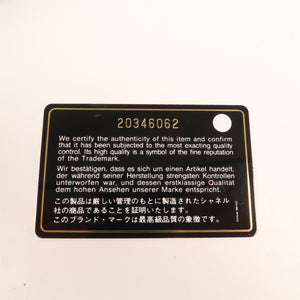 20346062
We certify the authenticity of this item and confirm
that it has been subjected to the most exacting quality
control. Its high quality is a symbol of the fine reputation
of the Trademark.
Wir bestätigen, dass es sich um einen Artikel handelt,
der während seiner Herstellung strengsten Kontrollen
unterworfen war, und dessen erstklassige Qualität
dem hohen Ansehen unserer Marke entspricht.
この製品は厳しい管理のもとに製造されたシャネル
社の商品であることを証明いたします。
このブランド・マークは最高級品質の象徴です。